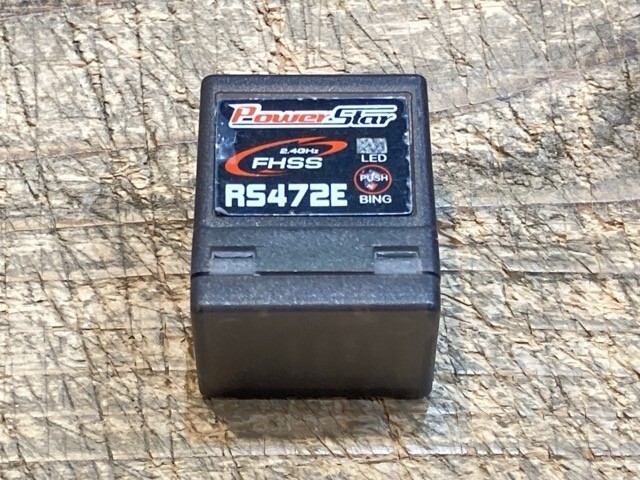 PowerStar
2.4GHz
FHSS
LED
PUSH
RS472E
BING